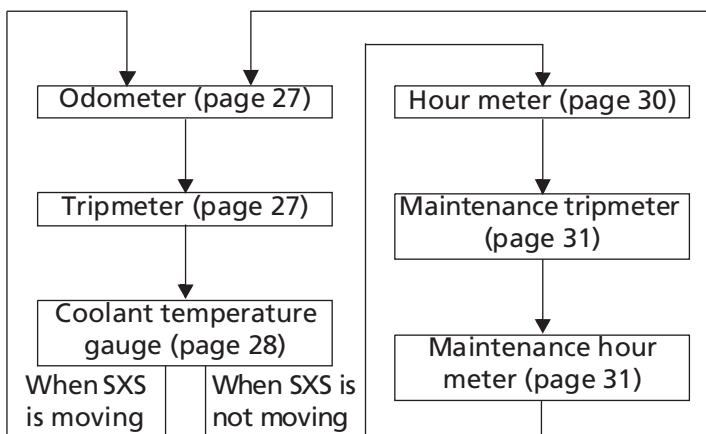 Odometer (page 27)
Tripmeter (page 27)
Coolant temperature
gauge (page 28)
When SXS
is moving
When SXS is
not moving
Hour meter (page 30)
Maintenance tripmeter
(page 31)
Maintenance hour
meter (page 31)